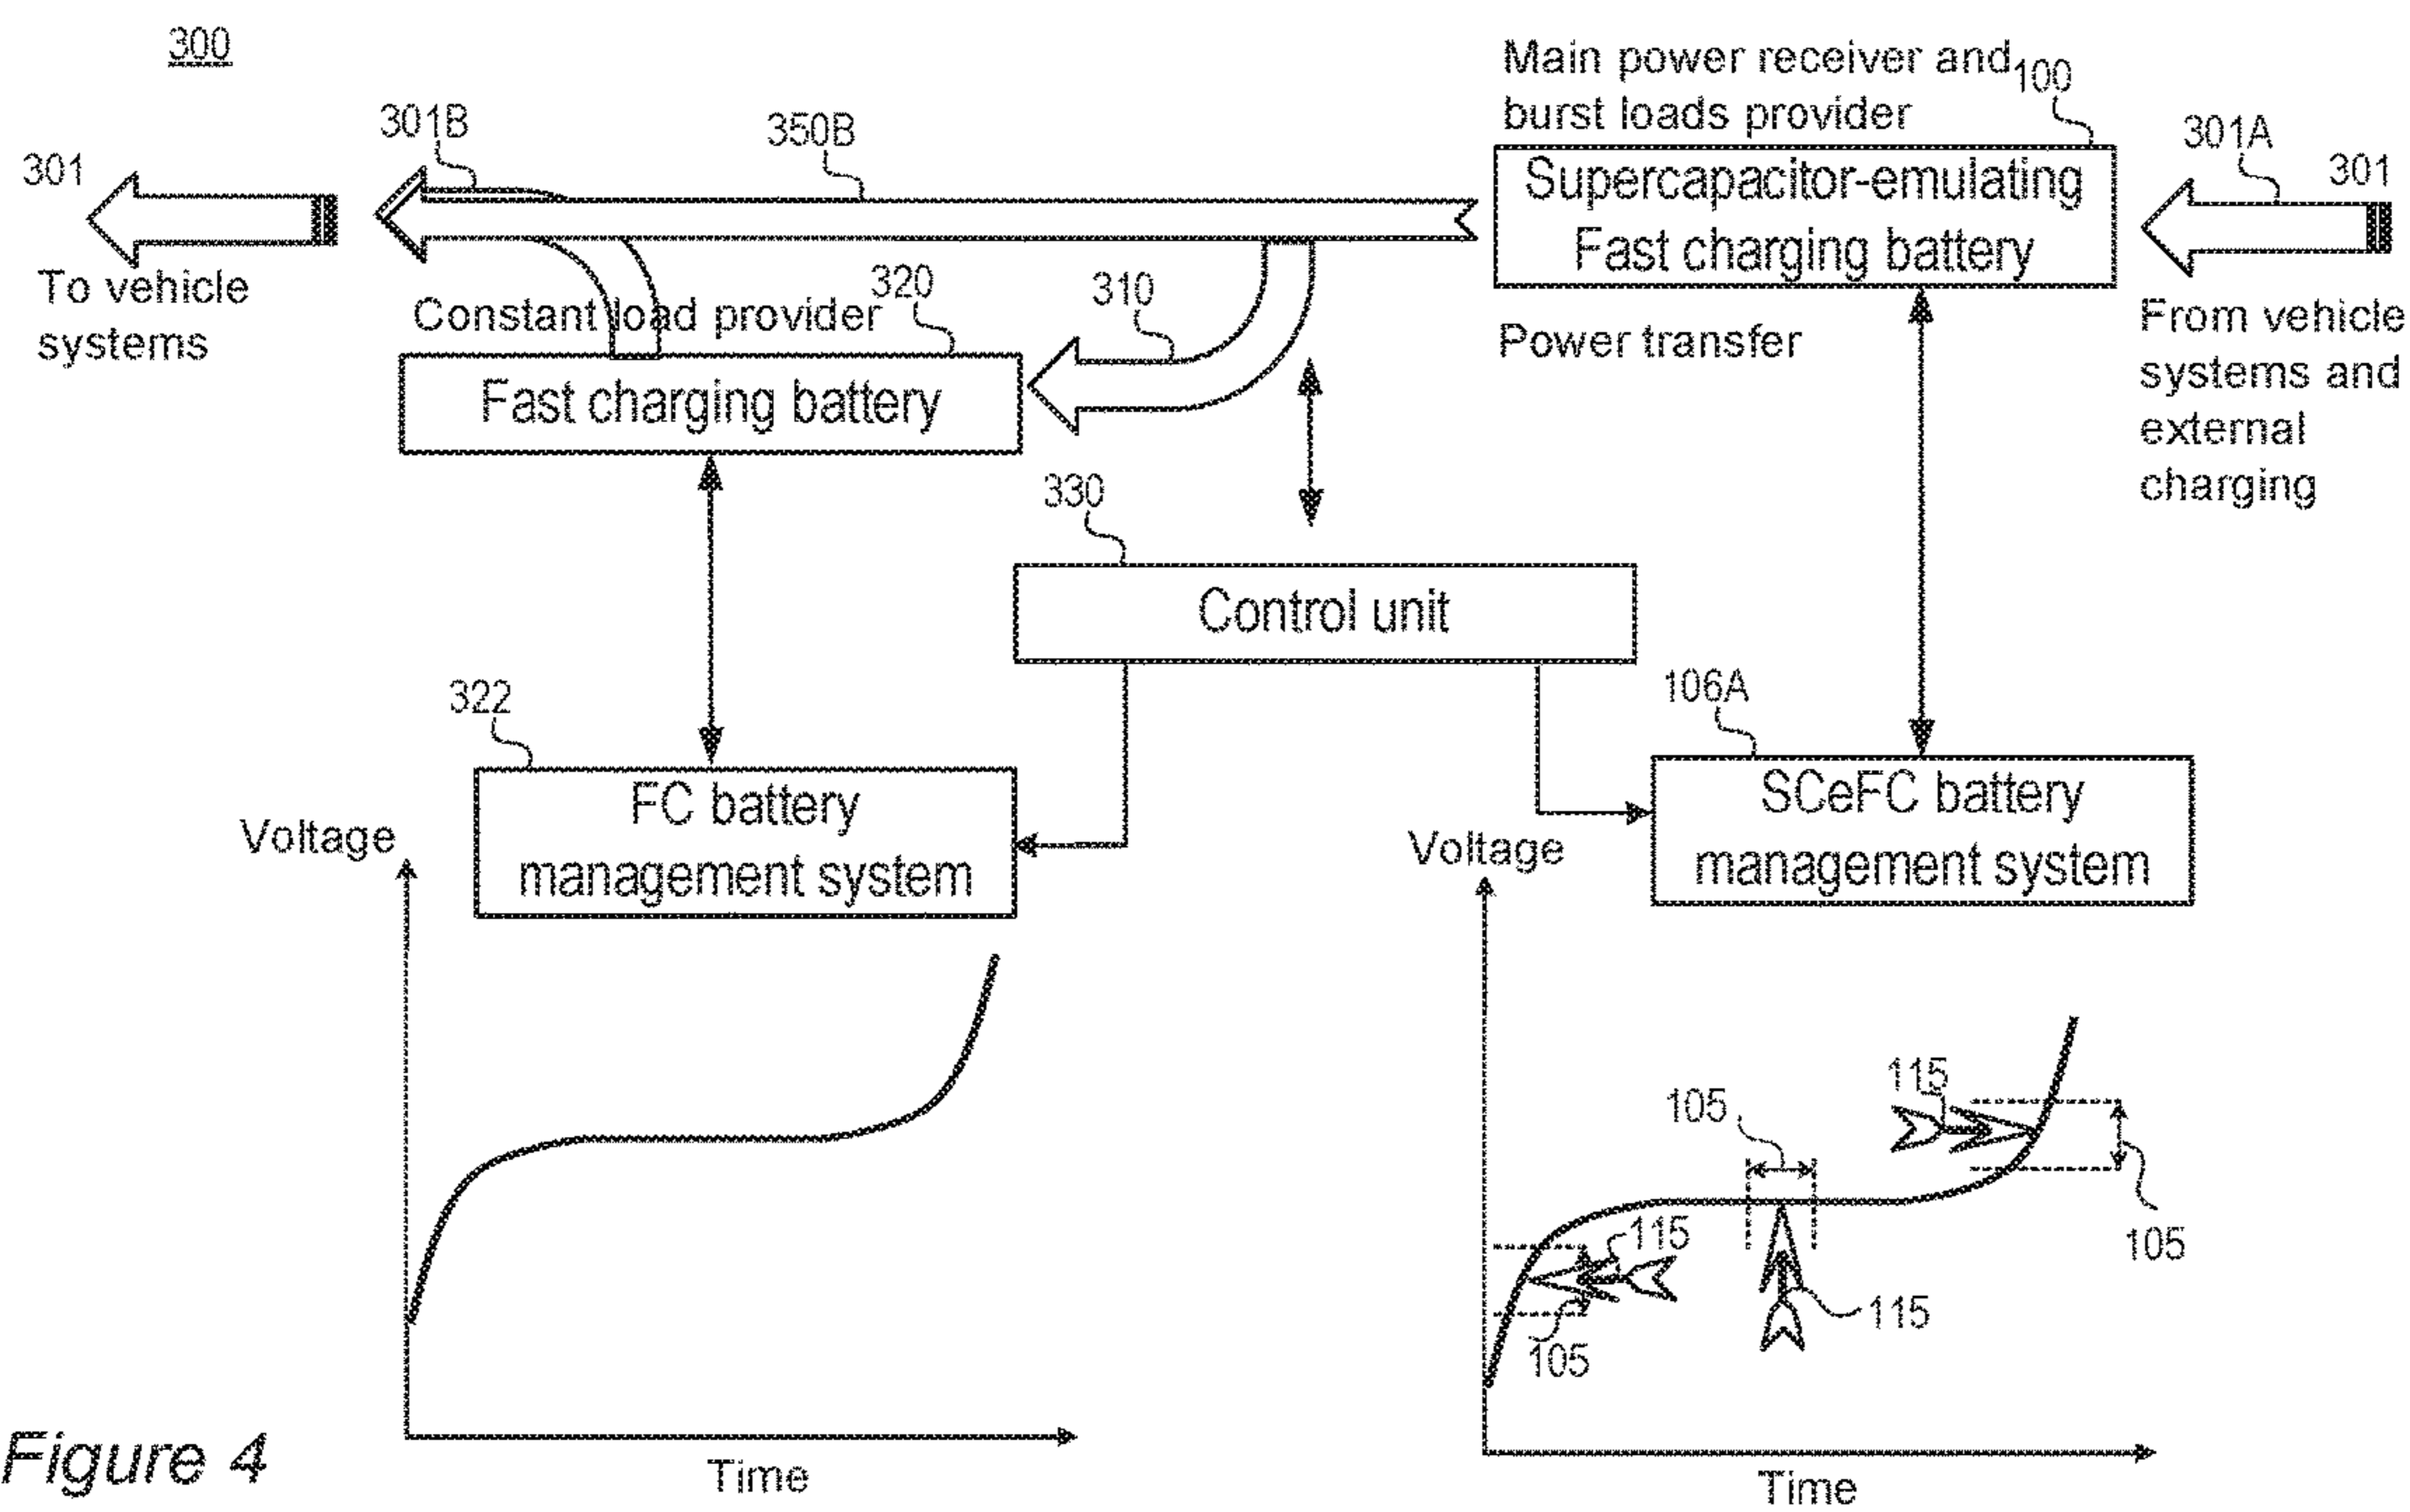 300
Main power receiver and
burst loads provider
100
301B
350B
301A
301
301
Supercapacitor-emulating
Fast charging battery
To vehicle
systems
Constant load provider
320
310
Power transfer
From vehicle
systems and
external
charging
Fast charging battery
330
Control unit
322
106A
FC battery
management system
SCeFC battery
management system
Voltage
Voltage
115
105
105
115
105
115
Time
Time
Figure 4